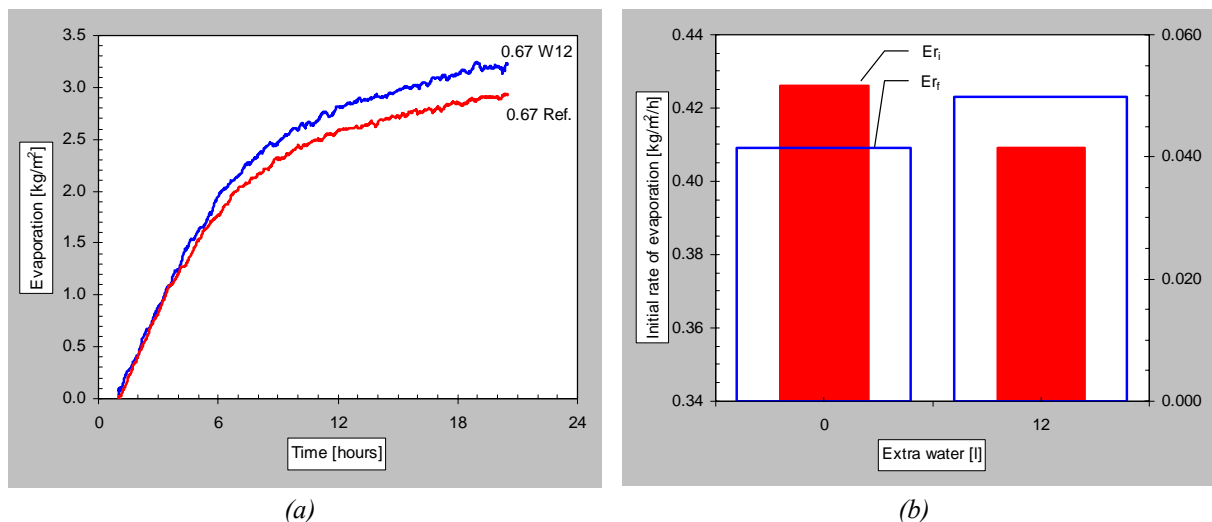 3.5
3.0
2.5
2.0
1.5
1.0
0.5
0.0
Evaporation [kg/m²]
0.67 W12
0.67 Ref.
0
6
12
18
24
Time [hours]
(a)
0.44
0.42
0.40
0.38
0.36
0.34
Initial rate of evaporation [kg/m²/h]
Erᵢ
Er_f
0.060
0.040
0.020
0.000
0
12
Extra water [l]
(b)